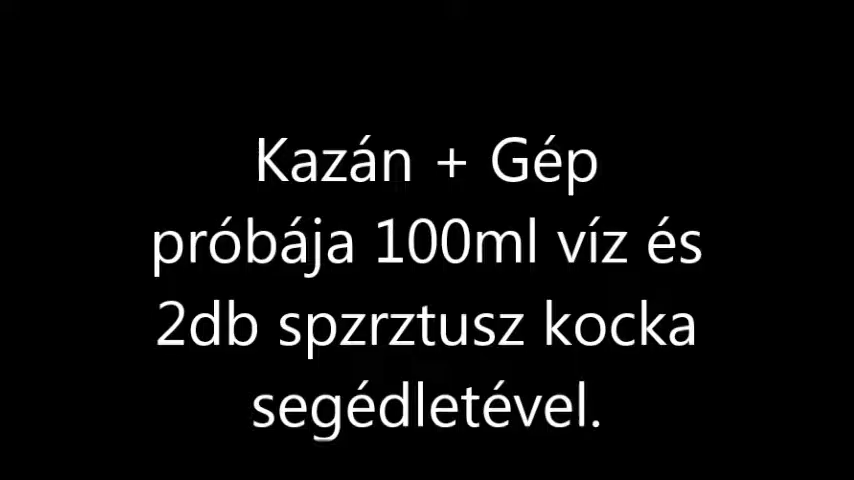 Kazán + Gép
próbája 100ml víz és
2db spzrztusz kocka
segédletével.